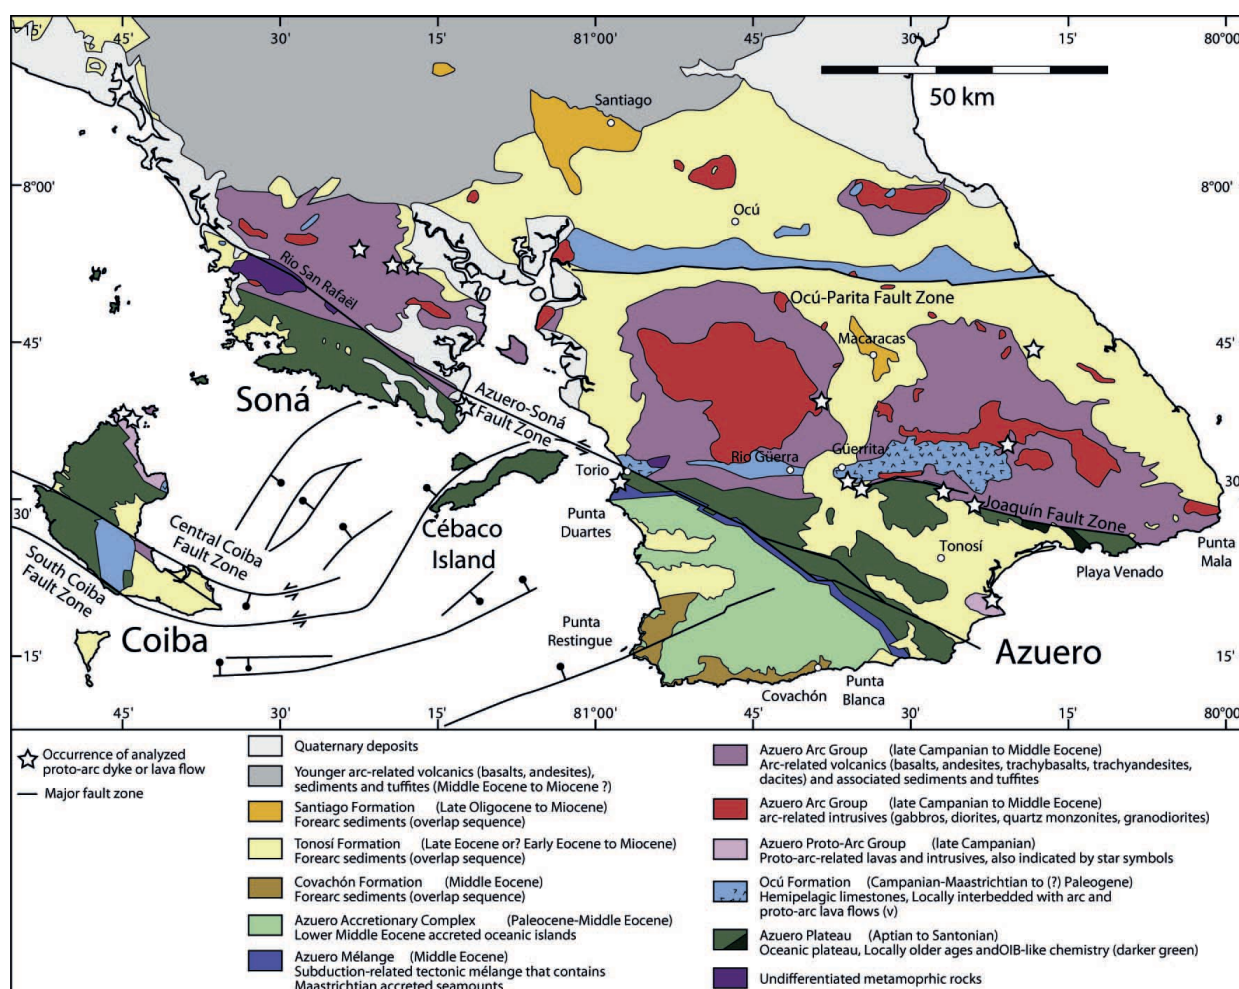 15' 45' 30' 15' 81°00' 45' 30' 15' 80°00'
50 km
Santiago
8°00' 8°00'
Ocú
Rio San Rafaël
Ocú-Parita Fault Zone
Macaracas
45' 45'
Soná
Azuero-Soná
Fault Zone
Torio
Rio Güerra
Güerrita
30' 30'
Joaquín Fault Zone
Punta
Duartes
Cébaco
Island
Central Coiba
Fault Zone
South Coiba
Fault Zone
Tonosí
Playa Venado
Punta
Mala
Coiba
Punta
Restingue
Azuero
15' 15'
Covachón
Punta
Blanca
45' 30' 15' 81°00' 45' 30' 15' 80°00'
Occurrence of analyzed
proto-arc dyke or lava flow
Major fault zone
Quaternary deposits
Younger arc-related volcanics (basalts, andesites),
sediments and tuffites (Middle Eocene to Miocene ?)
Santiago Formation (Late Oligocene to Miocene)
Forearc sediments (overlap sequence)
Tonosí Formation (Late Eocene or? Early Eocene to Miocene)
Forearc sediments (overlap sequence)
Covachón Formation (Middle Eocene)
Forearc sediments (overlap sequence)
Azuero Accretionary Complex (Paleocene-Middle Eocene)
Lower Middle Eocene accreted oceanic islands
Azuero Mélange (Middle Eocene)
Subduction-related tectonic mélange that contains
Maastrichtian accreted seamounts
Azuero Arc Group (late Campanian to Middle Eocene)
Arc-related volcanics (basalts, andesites, trachybasalts, trachyandesites,
dacites) and associated sediments and tuffites
Azuero Arc Group (late Campanian to Middle Eocene)
arc-related intrusives (gabbros, diorites, quartz monzonites, granodiorites)
Azuero Proto-Arc Group (late Campanian)
Proto-arc-related lavas and intrusives, also indicated by star symbols
Ocú Formation (Campanian-Maastrichtian to (?) Paleogene)
Hemipelagic limestones, Locally interbedded with arc and
proto-arc lava flows (v)
Azuero Plateau (Aptian to Santonian)
Oceanic plateau, Locally older ages andOIB-like chemistry (darker green)
Undifferentiated metamoprhic rocks